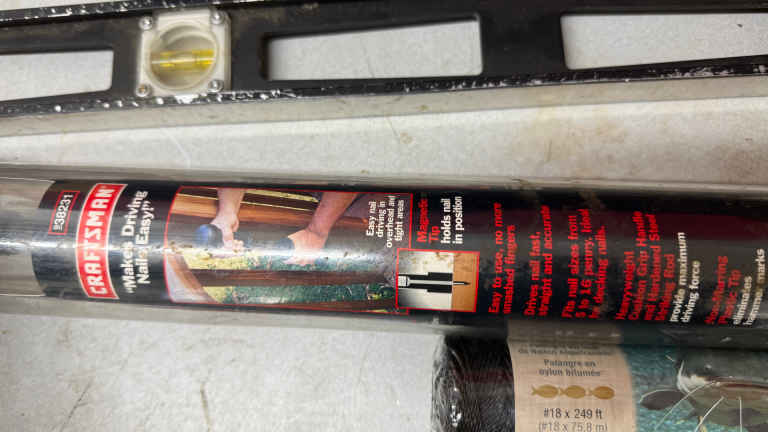 938231
CRAFTSMAN
"Makes Driving
Nails Easy!"
Easy nail
driving in
overhead and
tight areas
Magnetic
Tip
holds nail
in position
Easy to use, no more
smashed fingers
Drives nail fast,
straight and accurate
Fits nail sizes from
5 to 16 penny. Ideal
for decking nails.
Heavyweight
Cushion Grip Handle
and Hardened Steel
Striking Rod
provide maximum
driving force
Non-Marring
Plastic Tip
eliminates
hammer marks
Palangre en
nylon bitumée
#18 x 249 ft
(#18 x 75.8 m)